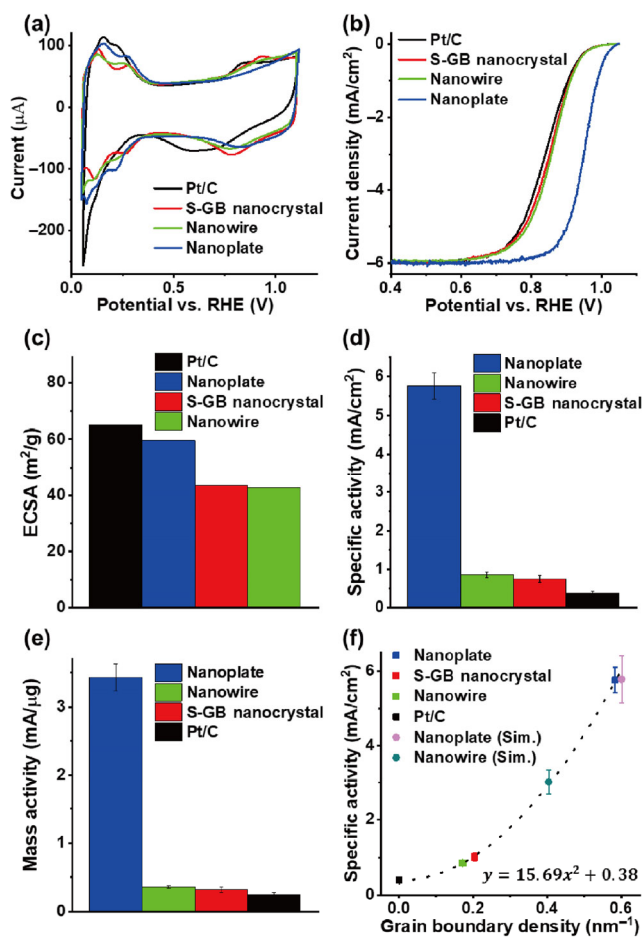 (a)
100
0
−100
−200
Current (μA)
Pt/C
S-GB nanocrystal
Nanowire
Nanoplate
0.0
0.5
1.0
Potential vs. RHE (V)
(b)
0
−2
−4
−6
Current density (mA/cm²)
Pt/C
S-GB nanocrystal
Nanowire
Nanoplate
0.4
0.6
0.8
1.0
Potential vs. RHE (V)
(c)
80
60
40
20
0
ECSA (m²/g)
Pt/C
Nanoplate
S-GB nanocrystal
Nanowire
(d)
6
5
4
3
2
1
0
Specific activity (mA/cm²)
Nanoplate
Nanowire
S-GB nanocrystal
Pt/C
(e)
3
2
1
0
Mass activity (mA/μg)
Nanoplate
Nanowire
S-GB nanocrystal
Pt/C
(f)
8
6
4
2
0
Specific activity (mA/cm²)
Nanoplate
S-GB nanocrystal
Nanowire
Pt/C
Nanoplate (Sim.)
Nanowire (Sim.)
y = 15.69x² + 0.38
0.0
0.2
0.4
0.6
Grain boundary density (nm⁻¹)